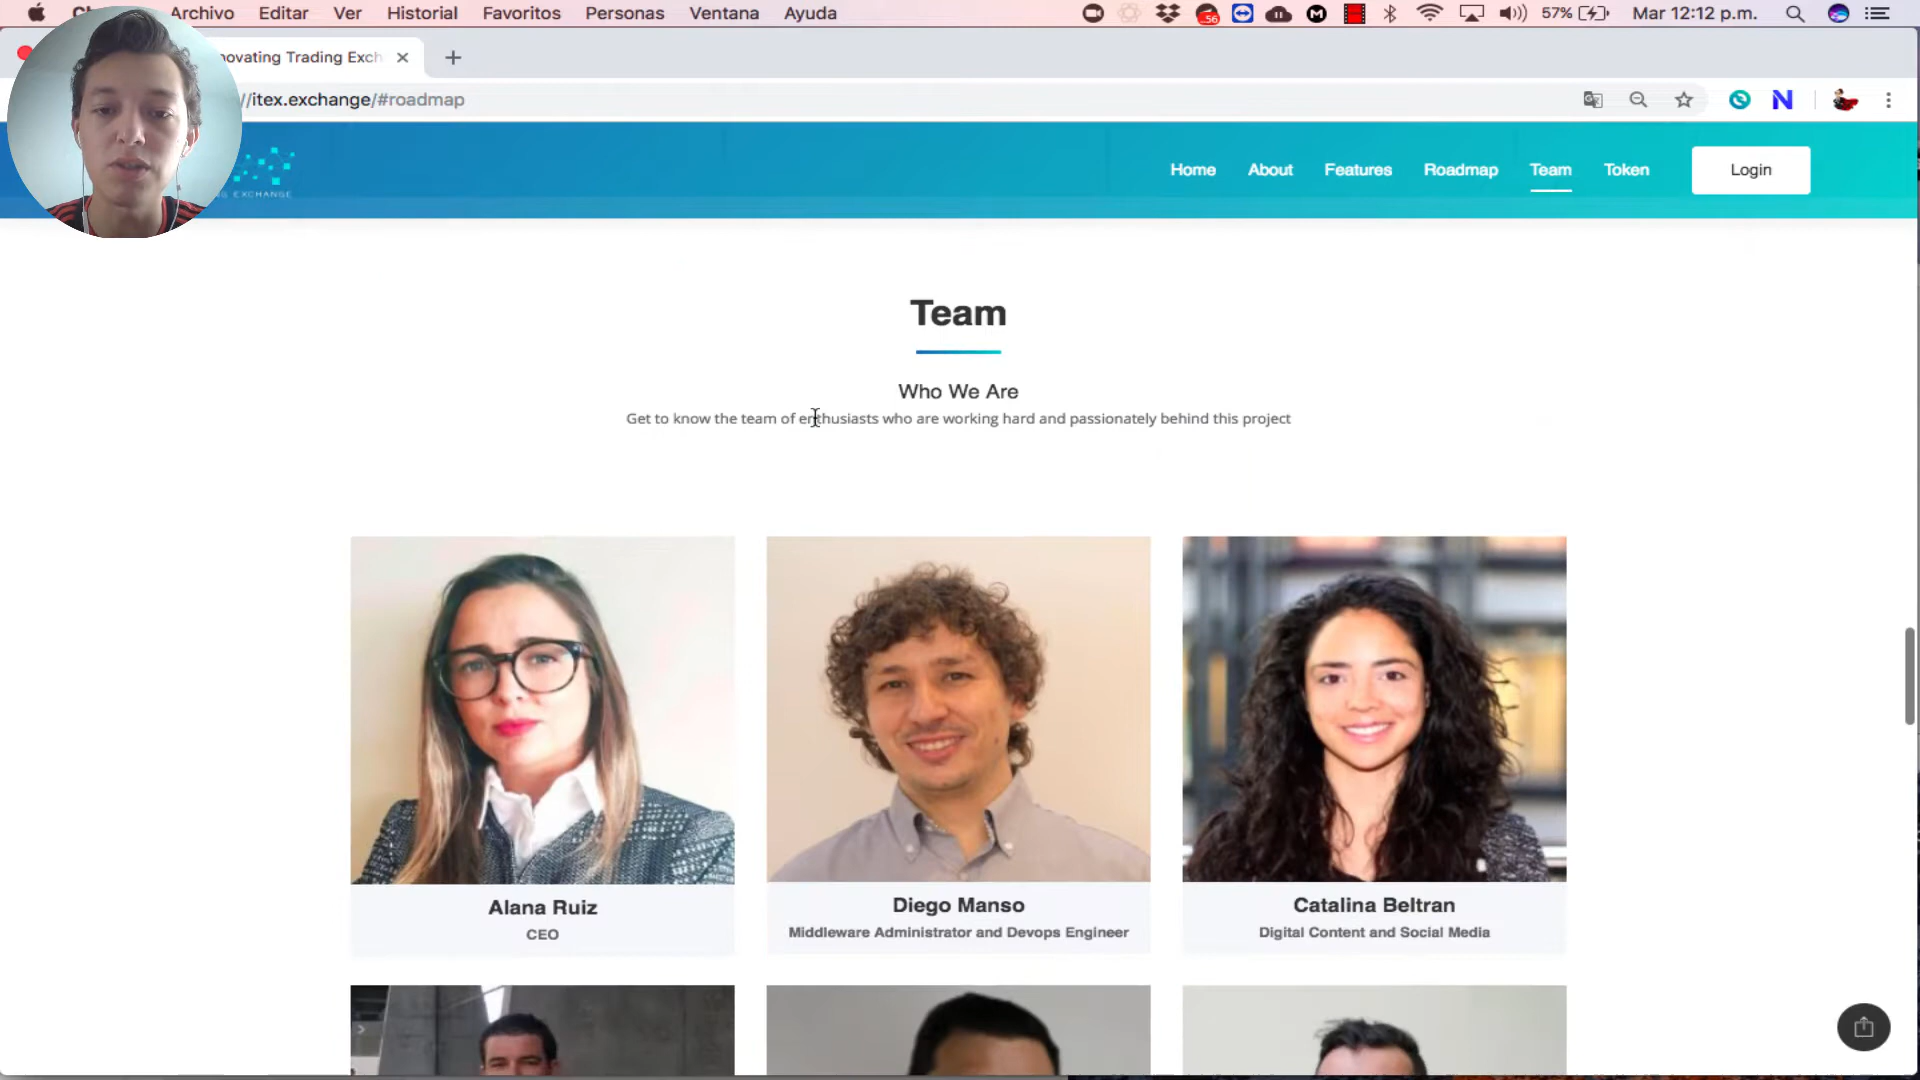 Archivo Editar Ver Historial Favoritos Personas Ventana Ayuda 56 57% Mar 12:12 p.m.
novating Trading Exch
//itex.exchange/#roadmap
EXCHANGE
Home About Features Roadmap Team Token Login
Team
Who We Are
Get to know the team of enthusiasts who are working hard and passionately behind this project
Alana Ruiz
CEO
Diego Manso
Middleware Administrator and Devops Engineer
Catalina Beltran
Digital Content and Social Media